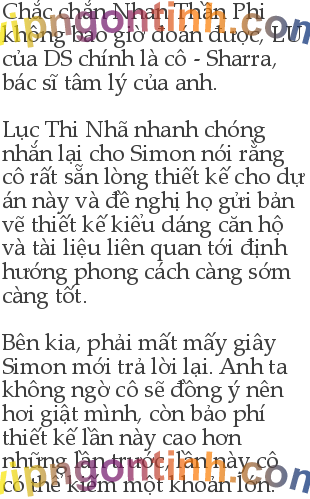 Chắc chắn Nhan Thần Phi
không bao giờ đoán được, LU
của DS chính là cô - Sharra,
bác sĩ tâm lý của anh.
Lục Thi Nhã nhanh chóng
nhắn lại cho Simon nói rằng
cô rất sẵn lòng thiết kế cho dự
án này và đề nghị họ gửi bản
vẽ thiết kế kiểu dáng căn hộ
và tài liệu liên quan tới định
hướng phong cách càng sớm
càng tốt.
Bên kia, phải mất mấy giây
Simon mới trả lời lại. Anh ta
không ngờ cô sẽ đồng ý nên
hơi giật mình, còn bảo phí
thiết kế lần này cao hơn
những lần trước, lần này cô
có thể kiếm một khoản lớn.
vipngontinh.com
vipngontinh.com